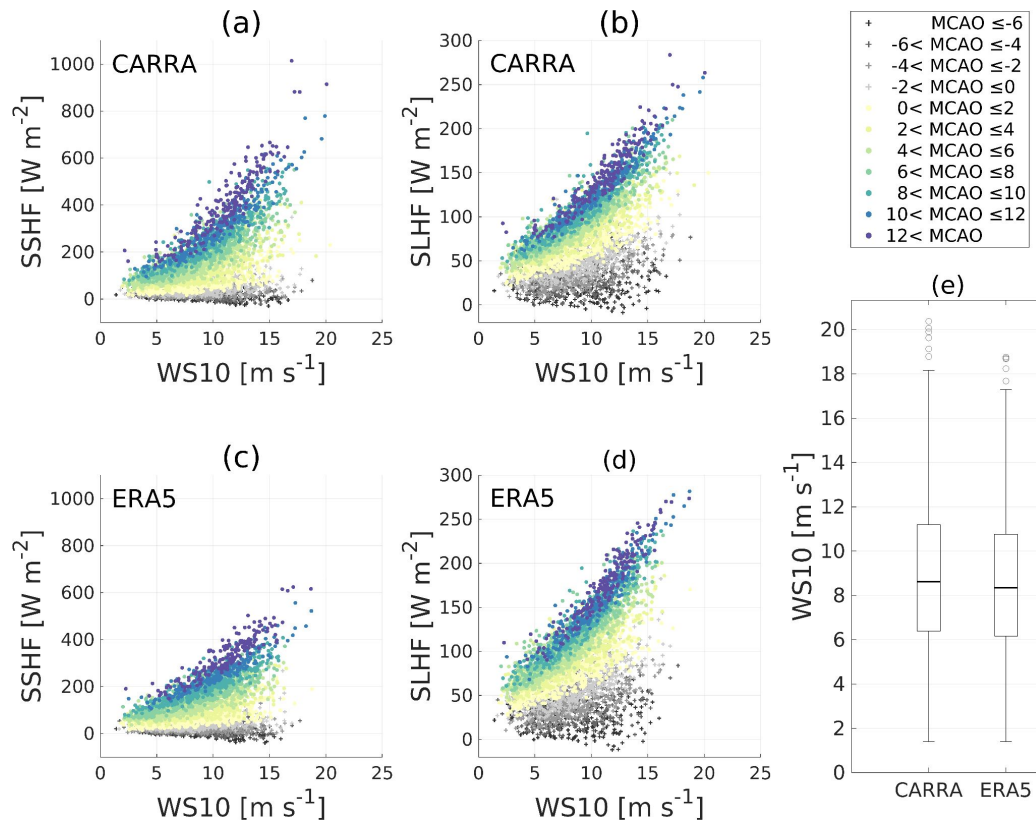 (a)
CARRA
SSHF [W m⁻²]
1000
800
600
400
200
0
0 5 10 15 20 25
WS10 [m s⁻¹]
(b)
CARRA
SLHF [W m⁻²]
300
250
200
150
100
50
0
0 5 10 15 20 25
WS10 [m s⁻¹]
MCAO ≤-6
-6< MCAO ≤-4
-4< MCAO ≤-2
-2< MCAO ≤0
0< MCAO ≤2
2< MCAO ≤4
4< MCAO ≤6
6< MCAO ≤8
8< MCAO ≤10
10< MCAO ≤12
12< MCAO
(c)
ERA5
SSHF [W m⁻²]
1000
800
600
400
200
0
0 5 10 15 20 25
WS10 [m s⁻¹]
(d)
ERA5
SLHF [W m⁻²]
300
250
200
150
100
50
0
0 5 10 15 20 25
WS10 [m s⁻¹]
(e)
WS10 [m s⁻¹]
20
18
16
14
12
10
8
6
4
2
0
CARRA ERA5